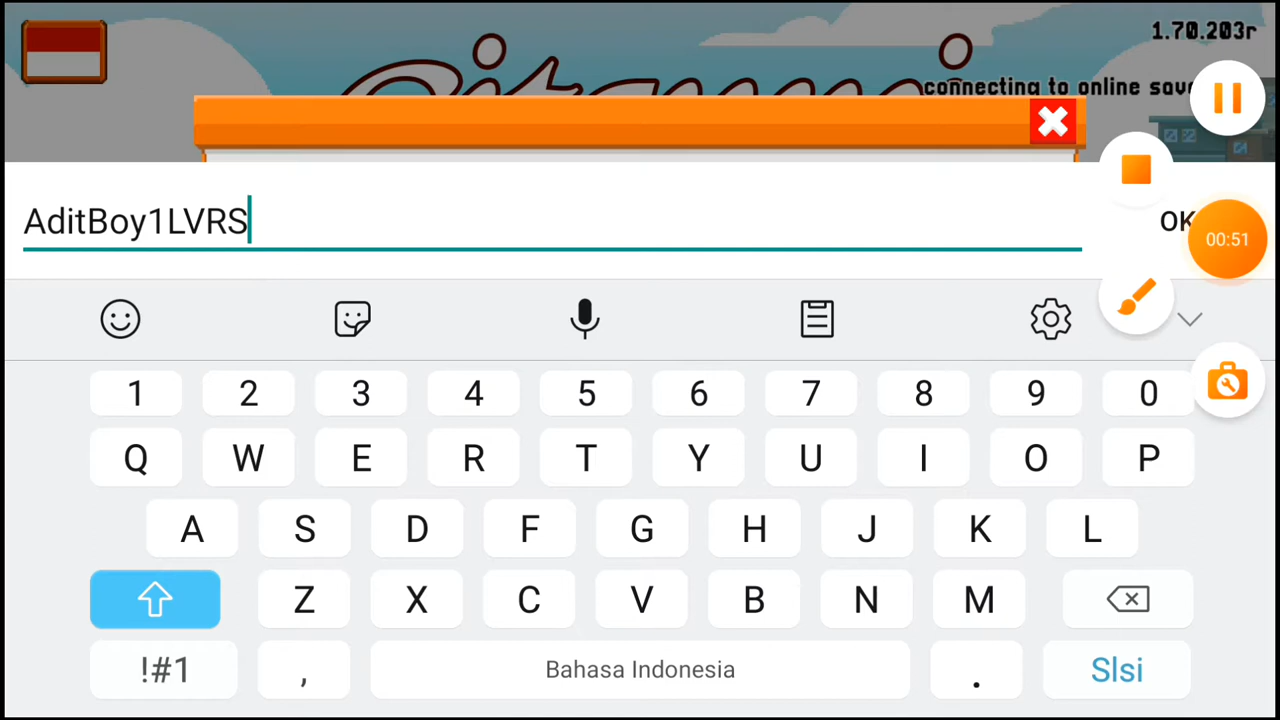 1.70.203r
connecting to online save
AditBoy1LVRS
OK
00:51
1 2 3 4 5 6 7 8 9 0
Q W E R T Y U I O P
A S D F G H J K L
Z X C V B N M
!#1 , Bahasa Indonesia . Slsi